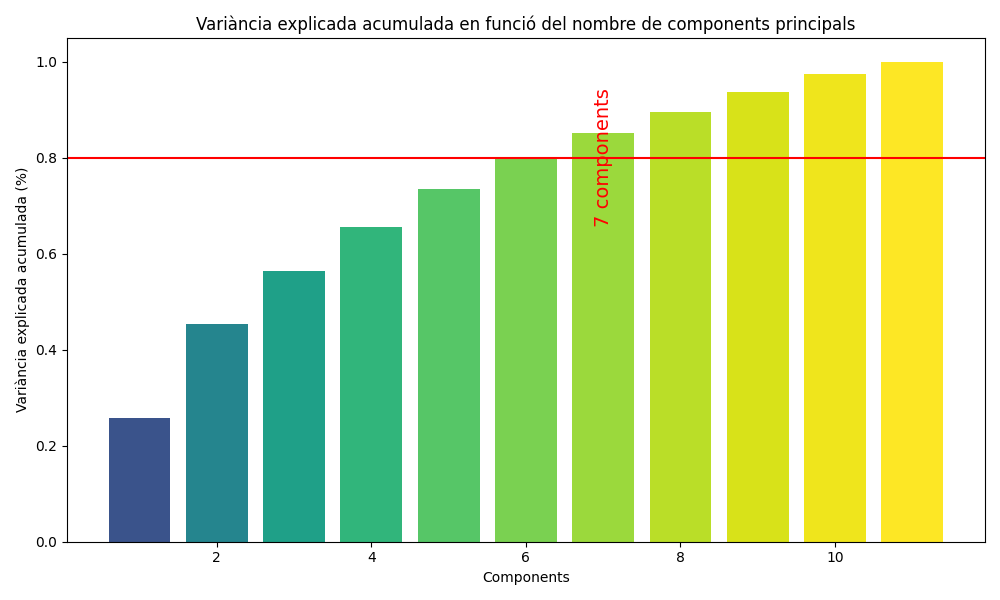 Variància explicada acumulada en funció del nombre de components principals
Variància explicada acumulada (%)
1.0
0.8
0.6
0.4
0.2
0.0
7 components
2
4
6
8
10
Components